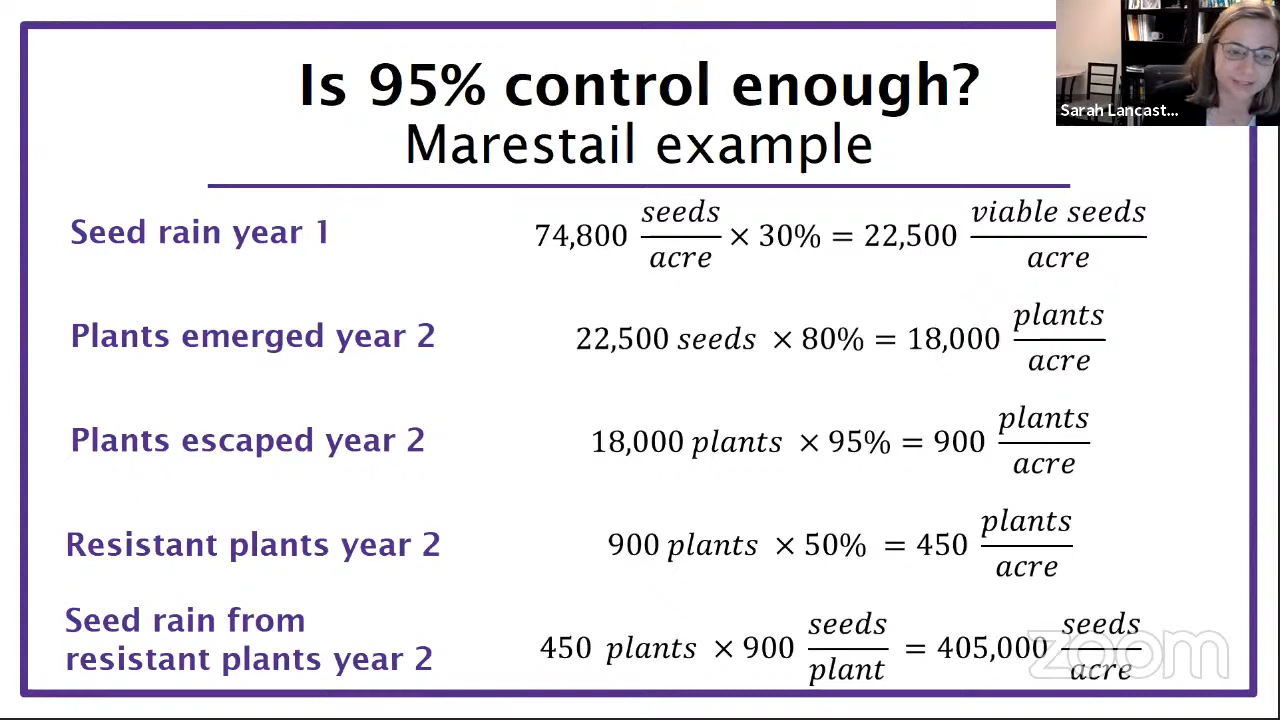 Is 95% control enough?
Marestail example
Sarah Lancast...
Seed rain year 1
74,800 seeds/acre × 30% = 22,500 viable seeds/acre
Plants emerged year 2
22,500 seeds × 80% = 18,000 plants/acre
Plants escaped year 2
18,000 plants × 95% = 900 plants/acre
Resistant plants year 2
900 plants × 50% = 450 plants/acre
Seed rain from
resistant plants year 2
450 plants × 900 seeds/plant = 405,000 seeds/acre
zoom